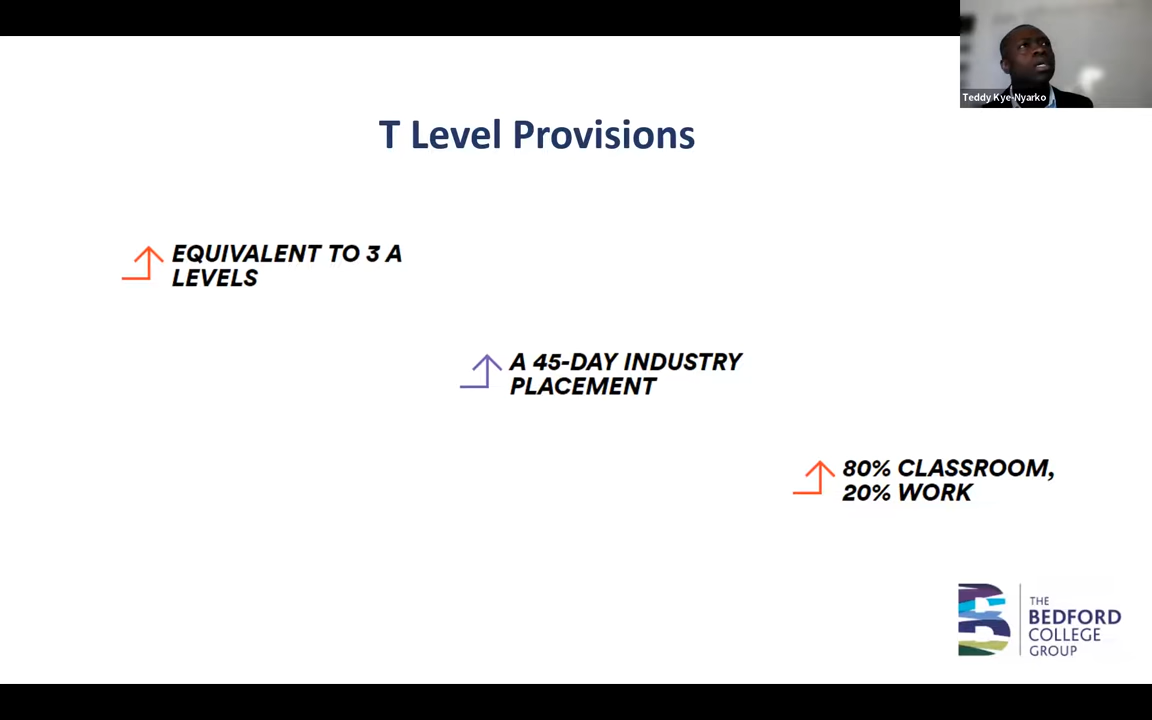 Teddy Kye-Nyarko
T Level Provisions
EQUIVALENT TO 3 A
LEVELS
A 45-DAY INDUSTRY
PLACEMENT
80% CLASSROOM,
20% WORK
THE
BEDFORD
COLLEGE
GROUP